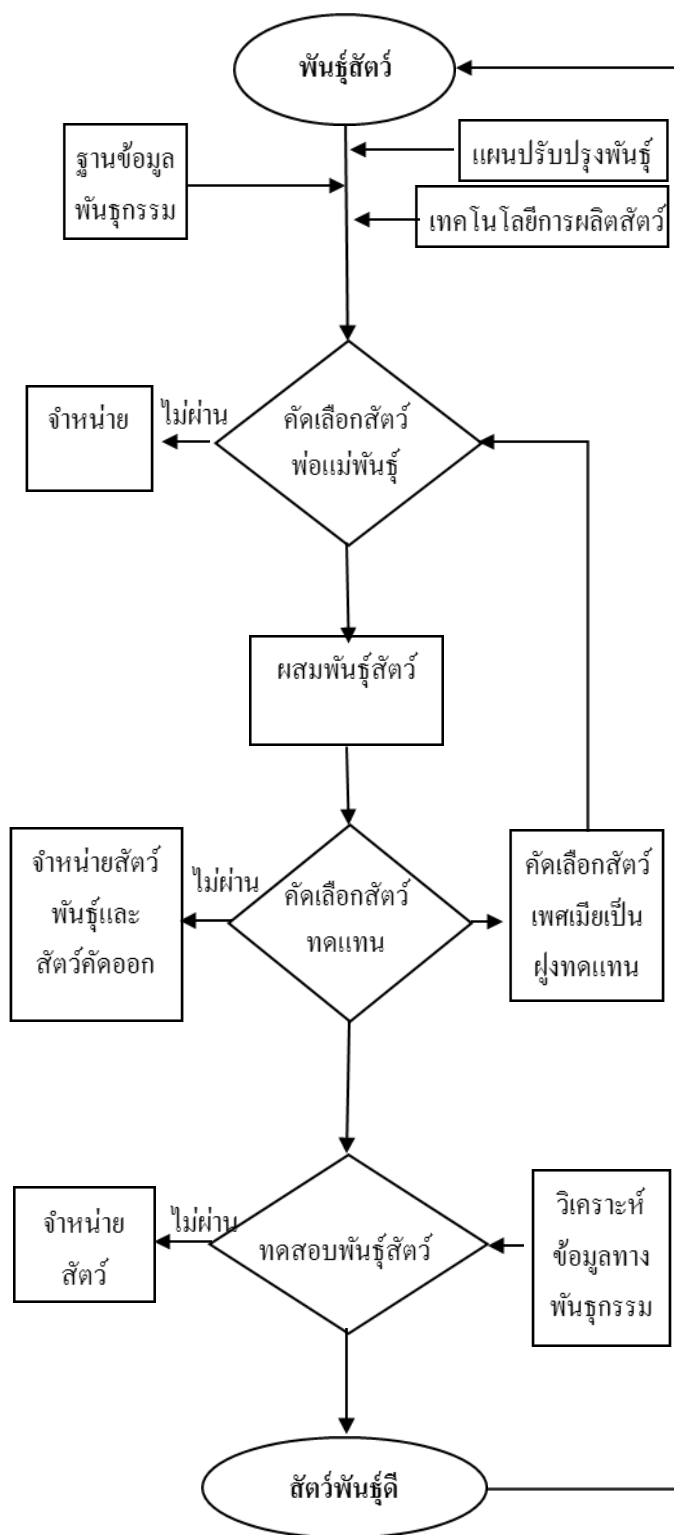 พันธุ์สัตว์
ฐานข้อมูล
พันธุกรรม
แผนปรับปรุงพันธุ์
เทคโนโลยีการผลิตสัตว์
จำหน่าย
ไม่ผ่าน
คัดเลือกสัตว์
พ่อแม่พันธุ์
ผสมพันธุ์สัตว์
จำหน่ายสัตว์
พันธุ์และ
สัตว์คัดออก
ไม่ผ่าน
คัดเลือกสัตว์
ทดแทน
คัดเลือกสัตว์
เพศเมียเป็น
ฝูงทดแทน
จำหน่าย
สัตว์
ไม่ผ่าน
ทดสอบพันธุ์สัตว์
วิเคราะห์
ข้อมูลทาง
พันธุกรรม
สัตว์พันธุ์ดี